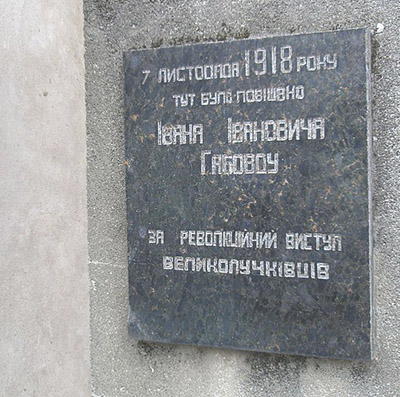 7 ЛИСТОПАДА 1918 РОКУ
ТУТ БУЛО ПОВІШЕНО
ІВАНА ІВАНОВИЧА
ГАБОВДУ
ЗА РЕВОЛЮЦІЙНИЙ ВИСТУП
ВЕЛИКОЛУЧКІВЦІВ